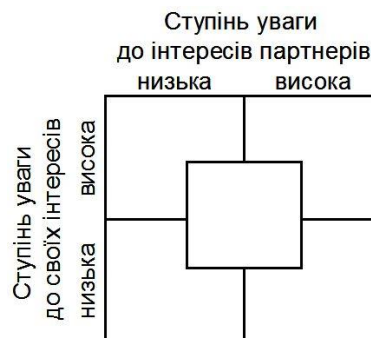 Ступінь уваги
до інтересів партнерів
низька висока
Ступінь уваги
до своїх інтересів
висока
низька